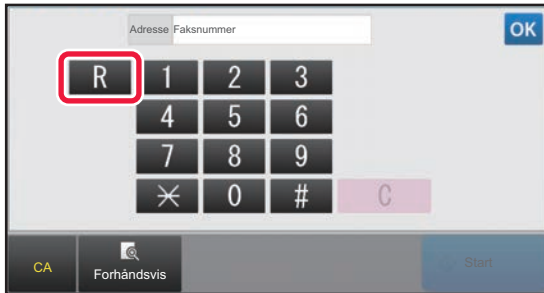 Adresse Faksnummer OK
R 1 2 3
4 5 6
7 8 9
* 0 # C
CA Forhåndsvis Start